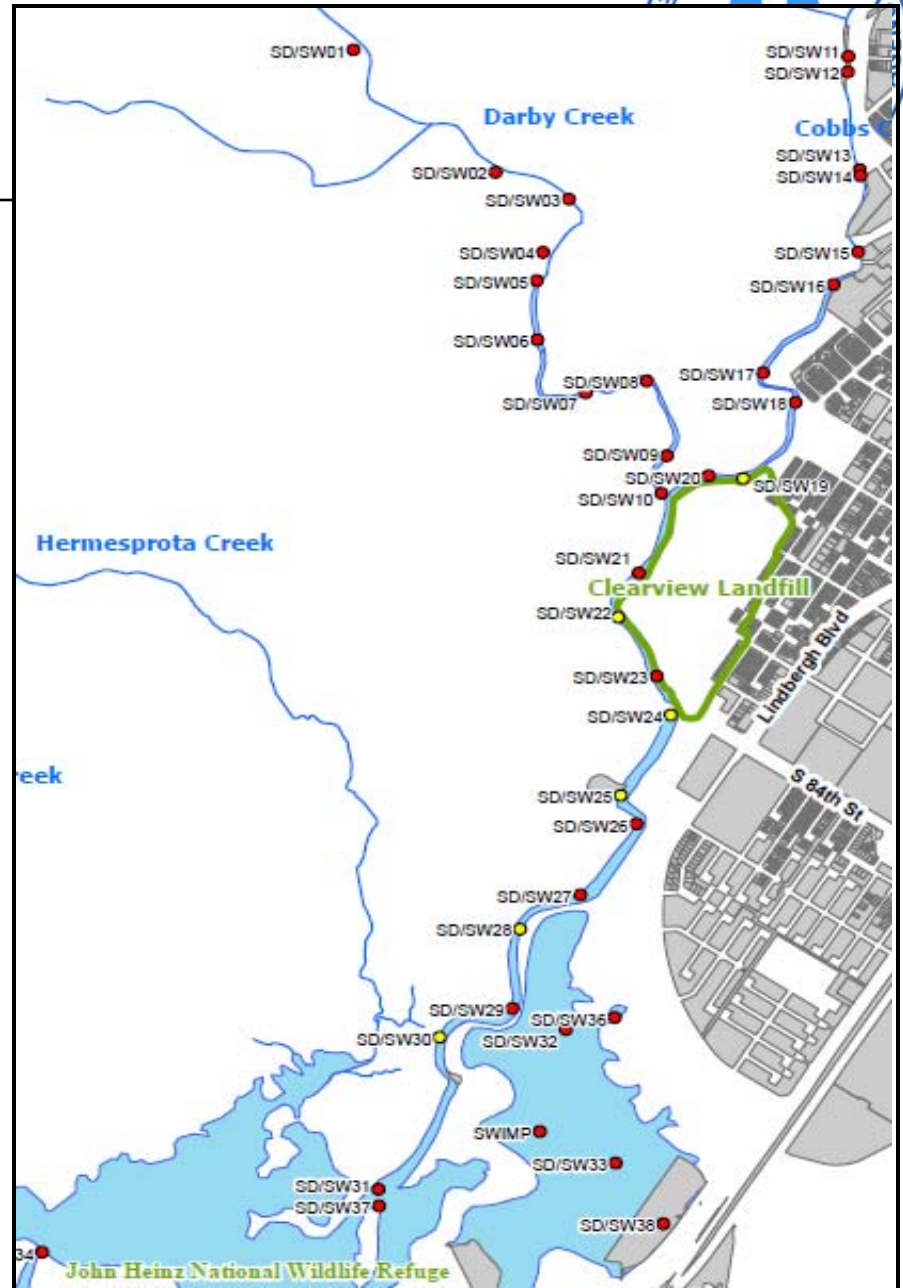 SD/SW01
SD/SW11
SD/SW12
Darby Creek
Cobbs
SD/SW13
SD/SW02
SD/SW14
SD/SW03
SD/SW04
SD/SW15
SD/SW05
SD/SW16
SD/SW06
SD/SW08
SD/SW17
SD/SW07
SD/SW18
SD/SW09
SD/SW20
SD/SW19
SD/SW10
Hermesprota Creek
SD/SW21
Clearview Landfill
SD/SW22
Lindbergh Blvd
SD/SW23
SD/SW24
reek
SD/SW25
S 84th St
SD/SW26
SD/SW27
SD/SW28
SD/SW29
SD/SW36
SD/SW30
SD/SW32
SWIMP
SD/SW33
SD/SW31
SD/SW37
SD/SW38
34
John Heinz National Wildlife Refuge